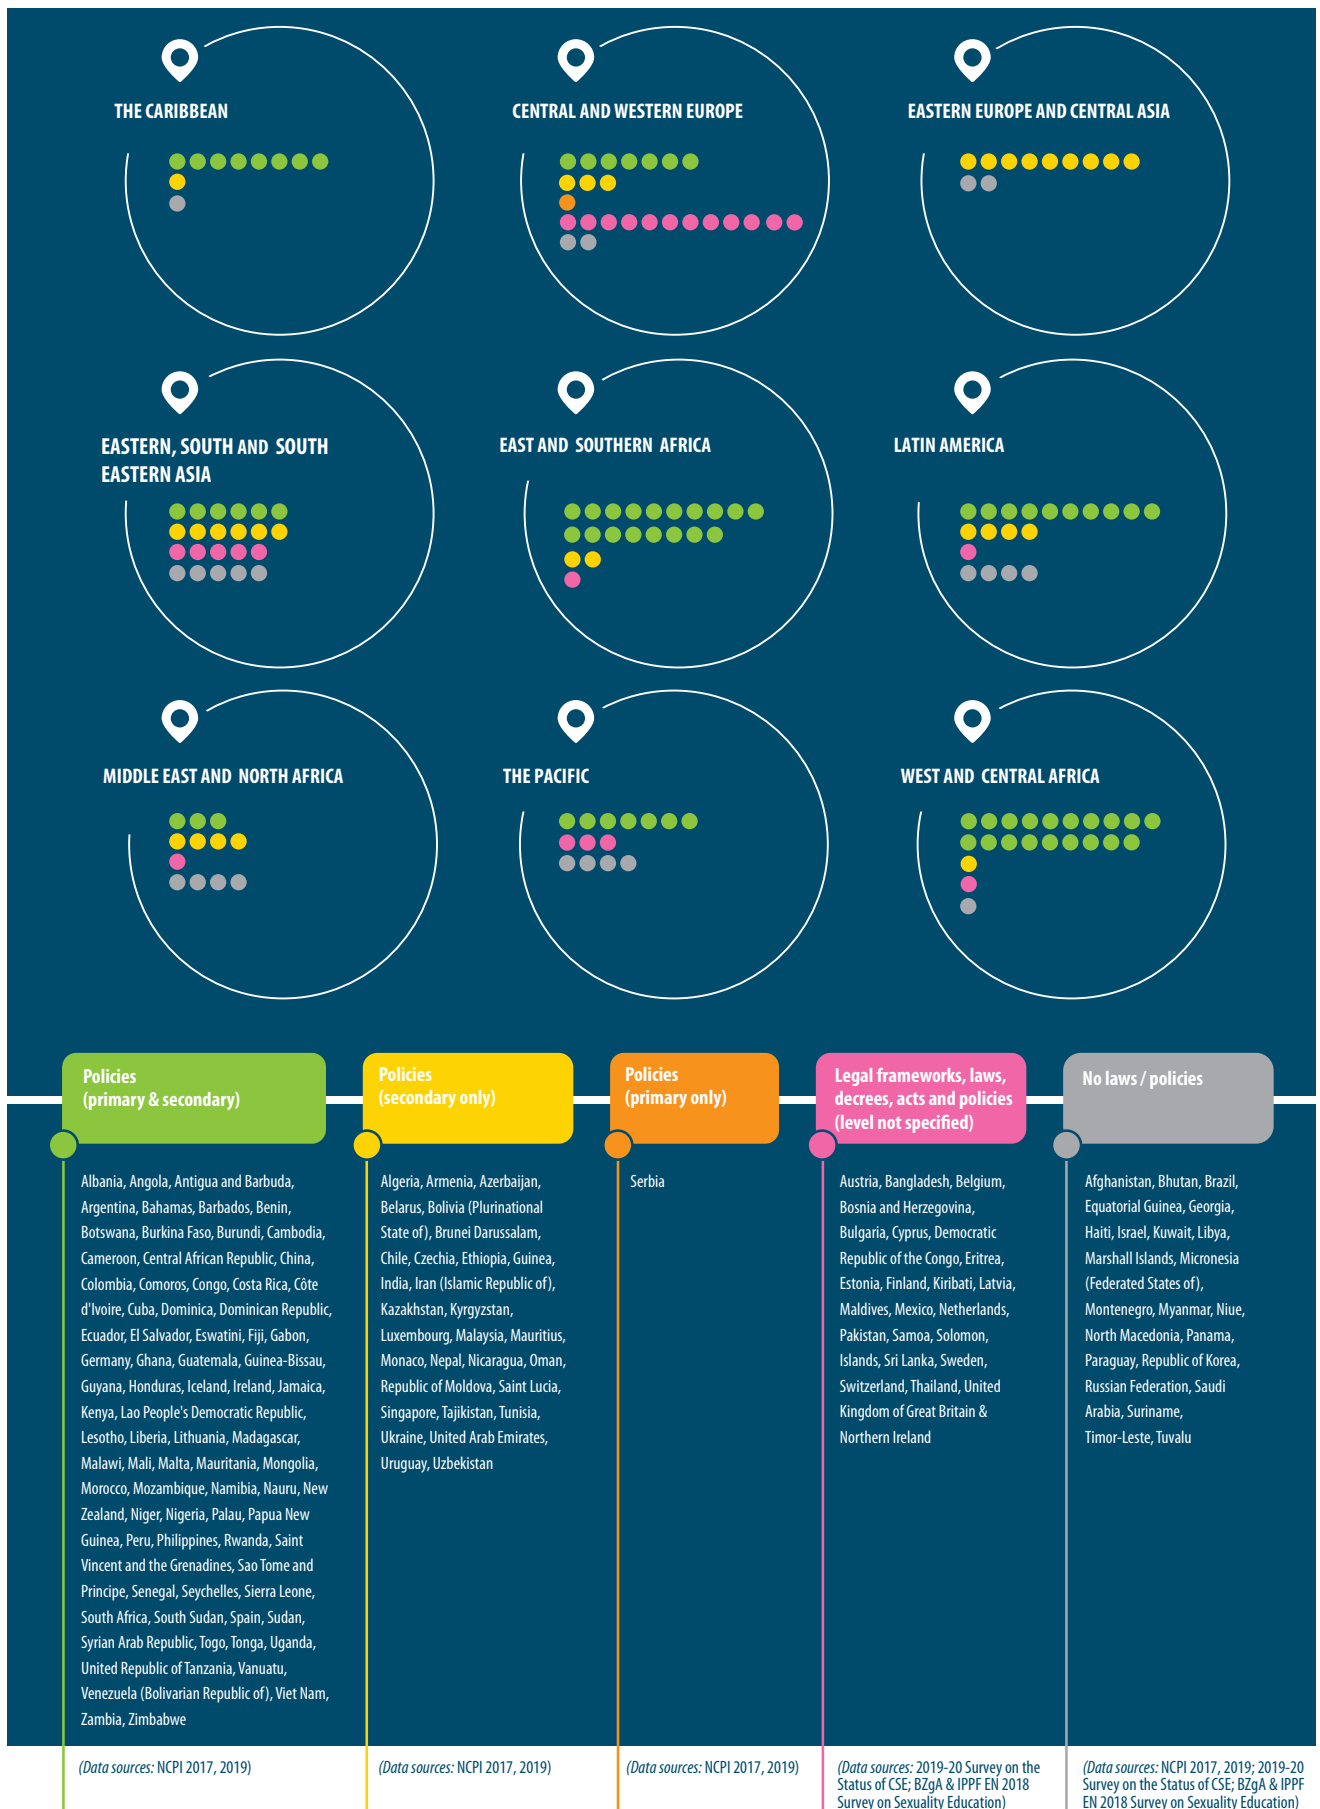 THE CARIBBEAN
CENTRAL AND WESTERN EUROPE
EASTERN EUROPE AND CENTRAL ASIA
EASTERN, SOUTH AND SOUTH
EASTERN ASIA
EAST AND SOUTHERN AFRICA
LATIN AMERICA
MIDDLE EAST AND NORTH AFRICA
THE PACIFIC
WEST AND CENTRAL AFRICA
Policies
(primary & secondary)
Albania, Angola, Antigua and Barbuda,
Argentina, Bahamas, Barbados, Benin,
Botswana, Burkina Faso, Burundi, Cambodia,
Cameroon, Central African Republic, China,
Colombia, Comoros, Congo, Costa Rica, Côte
d'Ivoire, Cuba, Dominica, Dominican Republic,
Ecuador, El Salvador, Eswatini, Fiji, Gabon,
Germany, Ghana, Guatemala, Guinea-Bissau,
Guyana, Honduras, Iceland, Ireland, Jamaica,
Kenya, Lao People's Democratic Republic,
Lesotho, Liberia, Lithuania, Madagascar,
Malawi, Mali, Malta, Mauritania, Mongolia,
Morocco, Mozambique, Namibia, Nauru, New
Zealand, Niger, Nigeria, Palau, Papua New
Guinea, Peru, Philippines, Rwanda, Saint
Vincent and the Grenadines, Sao Tome and
Principe, Senegal, Seychelles, Sierra Leone,
South Africa, South Sudan, Spain, Sudan,
Syrian Arab Republic, Togo, Tonga, Uganda,
United Republic of Tanzania, Vanuatu,
Venezuela (Bolivarian Republic of), Viet Nam,
Zambia, Zimbabwe
(Data sources: NCPI 2017, 2019)
Policies
(secondary only)
Algeria, Armenia, Azerbaijan,
Belarus, Bolivia (Plurinational
State of), Brunei Darussalam,
Chile, Czechia, Ethiopia, Guinea,
India, Iran (Islamic Republic of),
Kazakhstan, Kyrgyzstan,
Luxembourg, Malaysia, Mauritius,
Monaco, Nepal, Nicaragua, Oman,
Republic of Moldova, Saint Lucia,
Singapore, Tajikistan, Tunisia,
Ukraine, United Arab Emirates,
Uruguay, Uzbekistan
(Data sources: NCPI 2017, 2019)
Policies
(primary only)
Serbia
(Data sources: NCPI 2017, 2019)
Legal frameworks, laws,
decrees, acts and policies
(level not specified)
Austria, Bangladesh, Belgium,
Bosnia and Herzegovina,
Bulgaria, Cyprus, Democratic
Republic of the Congo, Eritrea,
Estonia, Finland, Kiribati, Latvia,
Maldives, Mexico, Netherlands,
Pakistan, Samoa, Solomon,
Islands, Sri Lanka, Sweden,
Switzerland, Thailand, United
Kingdom of Great Britain &
Northern Ireland
(Data sources: 2019-20 Survey on the
Status of CSE; BZgA & IPPF EN 2018
Survey on Sexuality Education)
No laws / policies
Afghanistan, Bhutan, Brazil,
Equatorial Guinea, Georgia,
Haiti, Israel, Kuwait, Libya,
Marshall Islands, Micronesia
(Federated States of),
Montenegro, Myanmar, Niue,
North Macedonia, Panama,
Paraguay, Republic of Korea,
Russian Federation, Saudi
Arabia, Suriname,
Timor-Leste, Tuvalu
(Data sources: NCPI 2017, 2019; 2019-20
Survey on the Status of CSE; BZgA & IPPF
EN 2018 Survey on Sexuality Education)